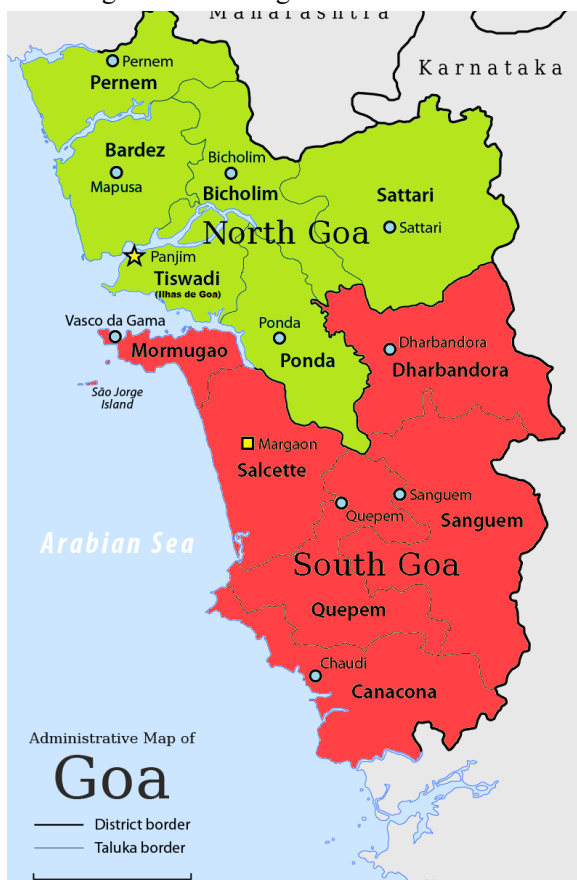 Maharashtra
Karnataka
Pernem
Pernem
Bardez
Mapusa
Bicholim
Bicholim
Sattari
Sattari
North Goa
Panjim
Tiswadi
(Ilhas de Goa)
Vasco da Gama
Mormugao
Ponda
Ponda
Dharbandora
Dharbandora
São Jorge
Island
Margaon
Salcette
Sanguem
Quepem
Sanguem
Arabian Sea
South Goa
Quepem
Chaudi
Canacona
Administrative Map of
Goa
District border
Taluka border